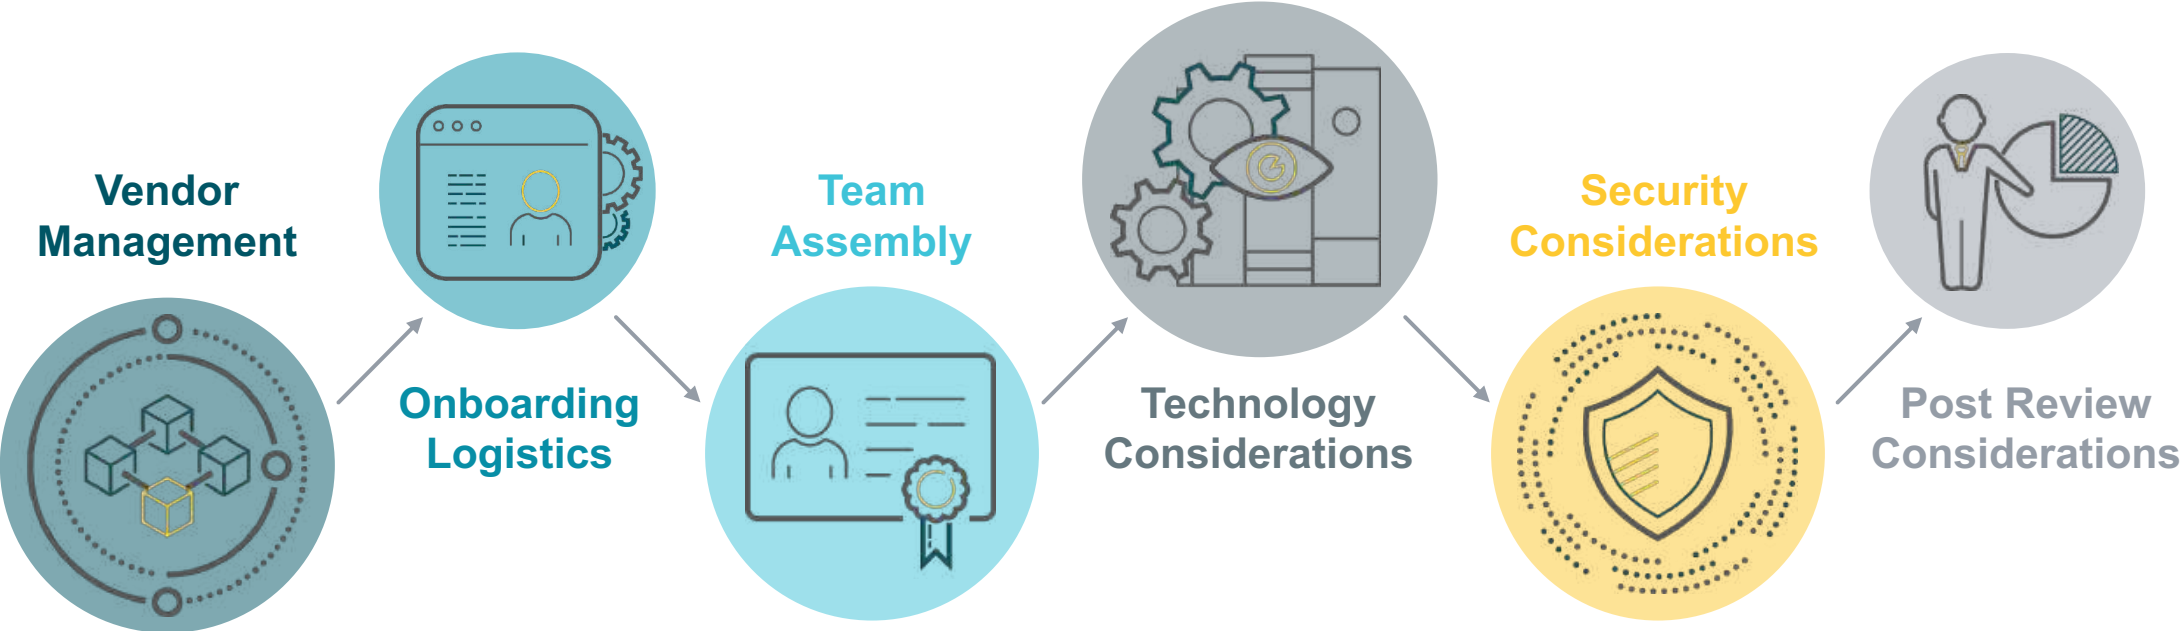 Vendor
Management
Onboarding
Logistics
Team
Assembly
Technology
Considerations
Security
Considerations
Post Review
Considerations